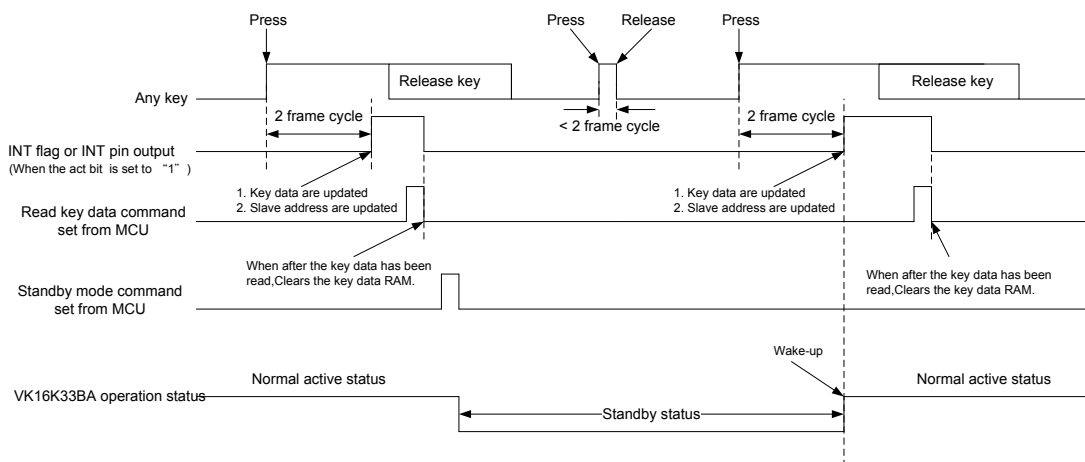 Press
Press
Release
Press
Any key
Release key
Release key
2 frame cycle
< 2 frame cycle
2 frame cycle
INT flag or INT pin output
(When the act bit is set to “1” )
1. Key data are updated
2. Slave address are updated
1. Key data are updated
2. Slave address are updated
Read key data command
set from MCU
When after the key data has been
read,Clears the key data RAM.
When after the key data has been
read,Clears the key data RAM.
Standby mode command
set from MCU
Wake-up
Normal active status
Normal active status
VK16K33BA operation status
Standby status